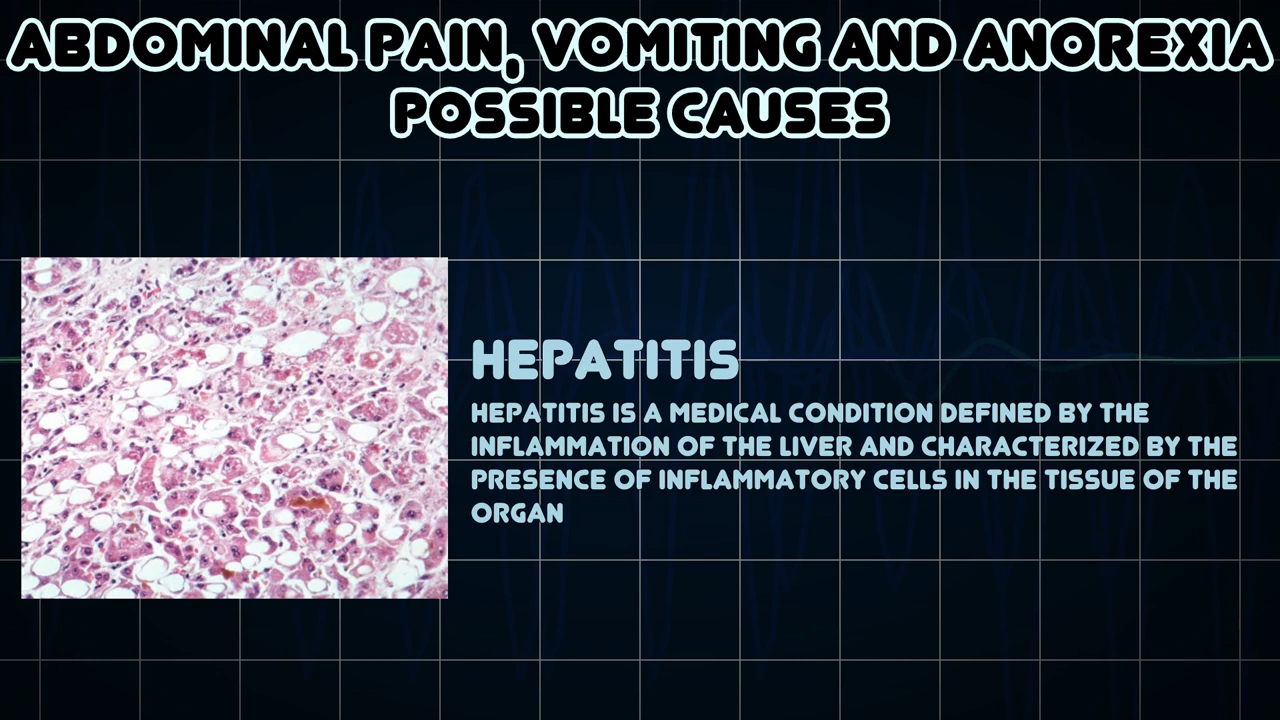 ABDOMINAL PAIN, VOMITING AND ANOREXIA
POSSIBLE CAUSES
HEPATITIS
HEPATITIS IS A MEDICAL CONDITION DEFINED BY THE
INFLAMMATION OF THE LIVER AND CHARACTERIZED BY THE
PRESENCE OF INFLAMMATORY CELLS IN THE TISSUE OF THE
ORGAN